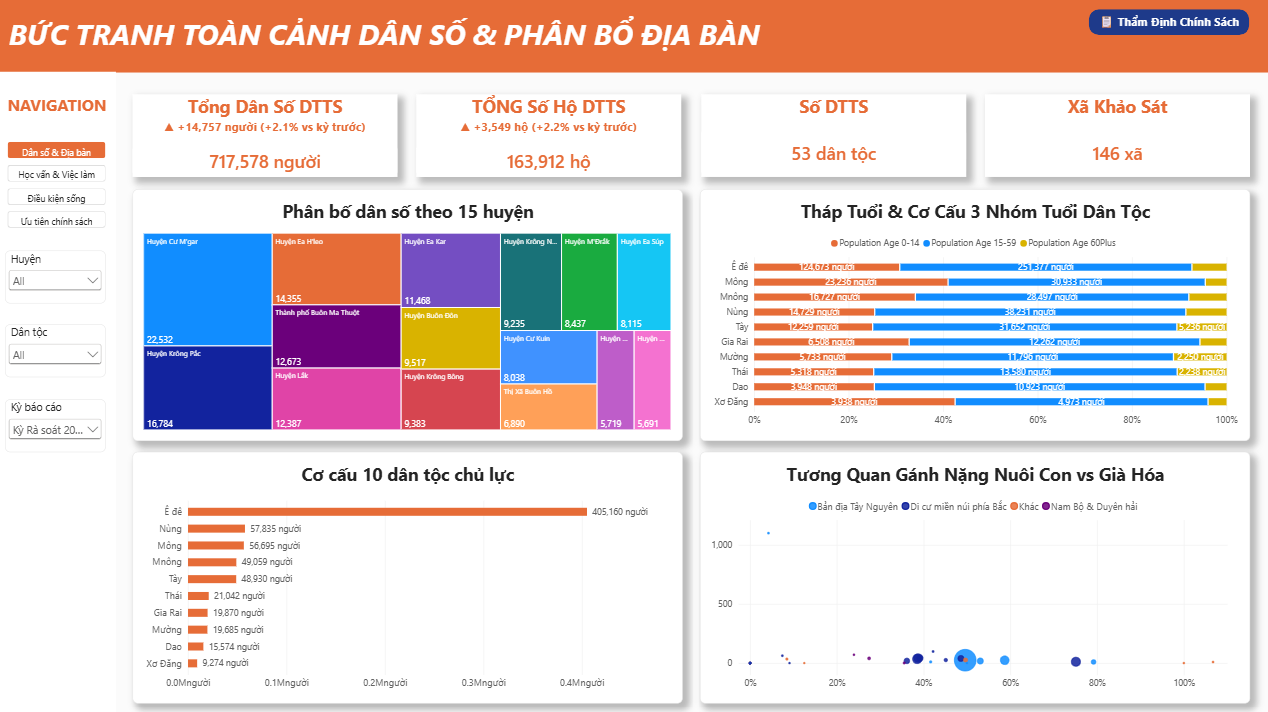 BỨC TRANH TOÀN CẢNH DÂN SỐ & PHÂN BỔ ĐỊA BÀN
📋 Thẩm Định Chính Sách
NAVIGATION
Dân số & Địa bàn
Học vấn & Việc làm
Điều kiện sống
Ưu tiên chính sách
Huyện
All
Dân tộc
All
Kỳ báo cáo
Kỳ Rà soát 20...
Tổng Dân Số DTTS
▲ +14,757 người (+2.1% vs kỳ trước)
717,578 người
TỔNG Số Hộ DTTS
▲ +3,549 hộ (+2.2% vs kỳ trước)
163,912 hộ
Số DTTS
53 dân tộc
Xã Khảo Sát
146 xã
Phân bố dân số theo 15 huyện
Huyện Cư M'gar
22,532
Huyện Krông Pắc
16,784
Huyện Ea H'leo
14,355
Thành phố Buôn Ma Thuột
12,673
Huyện Lắk
12,387
Huyện Ea Kar
11,468
Huyện Buôn Đôn
9,517
Huyện Krông Bông
9,383
Huyện Krông N...
9,235
Huyện M'Đrắk
8,437
Huyện Ea Súp
8,115
Huyện Cư Kuin
8,038
Thị Xã Buôn Hồ
6,890
Huyện ...
5,719
Huyện ...
5,691
Tháp Tuổi & Cơ Cấu 3 Nhóm Tuổi Dân Tộc
Population Age 0-14 Population Age 15-59 Population Age 60Plus
Ê đê 124,673 người 251,377 người
Mông 23,236 người 30,933 người
Mnông 16,727 người 28,497 người
Nùng 14,729 người 38,231 người
Tày 12,259 người 31,652 người 5,236 người
Gia Rai 6,508 người 12,262 người
Mường 5,733 người 11,796 người 2,250 người
Thái 5,318 người 13,580 người 2,238 người
Dao 3,948 người 10,923 người
Xơ Đăng 3,938 người 4,973 người
0% 20% 40% 60% 80% 100%
Cơ cấu 10 dân tộc chủ lực
Ê đê 405,160 người
Nùng 57,835 người
Mông 56,695 người
Mnông 49,059 người
Tày 48,930 người
Thái 21,042 người
Gia Rai 19,870 người
Mường 19,685 người
Dao 15,574 người
Xơ Đăng 9,274 người
0.0Mngười 0.1Mngười 0.2Mngười 0.3Mngười 0.4Mngười
Tương Quan Gánh Nặng Nuôi Con vs Già Hóa
Bản địa Tây Nguyên Di cư miền núi phía Bắc Khác Nam Bộ & Duyên hải
1,000
500
0
0% 20% 40% 60% 80% 100%